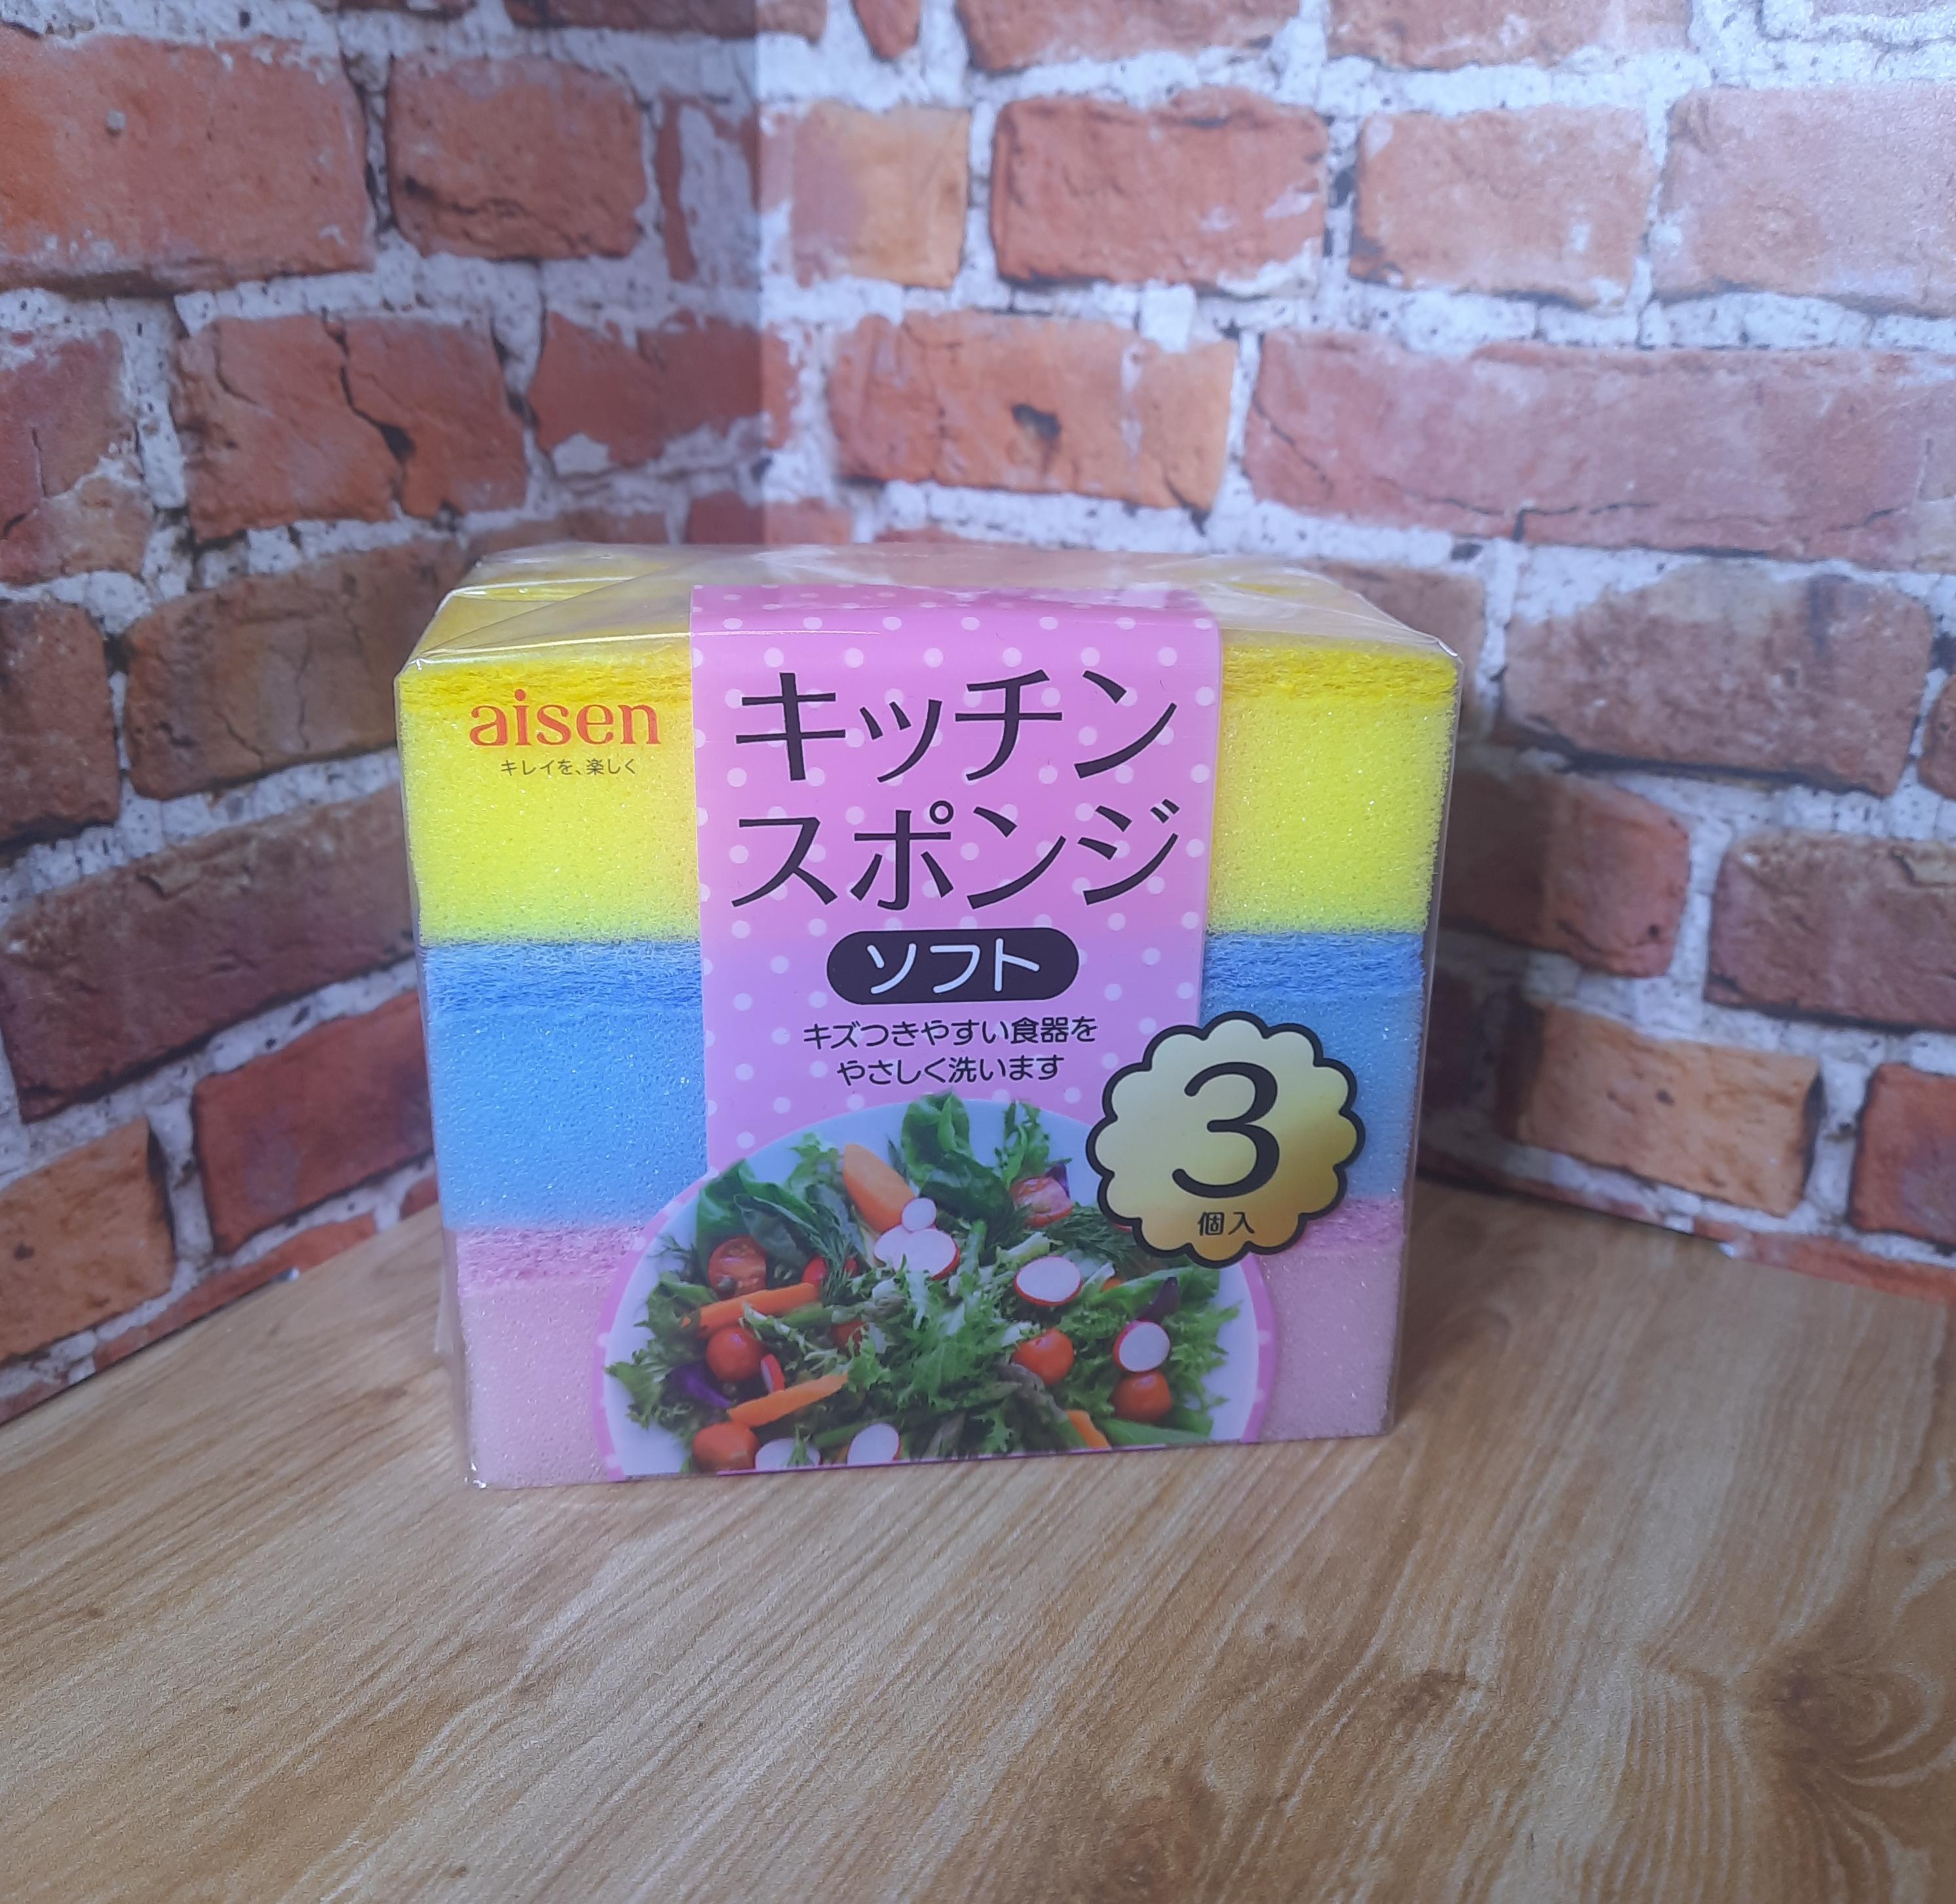 aisen
キレイを、楽しく
キッチン
スポンジ
ソフト
キズつきやすい食器を
やさしく洗います
3
個入